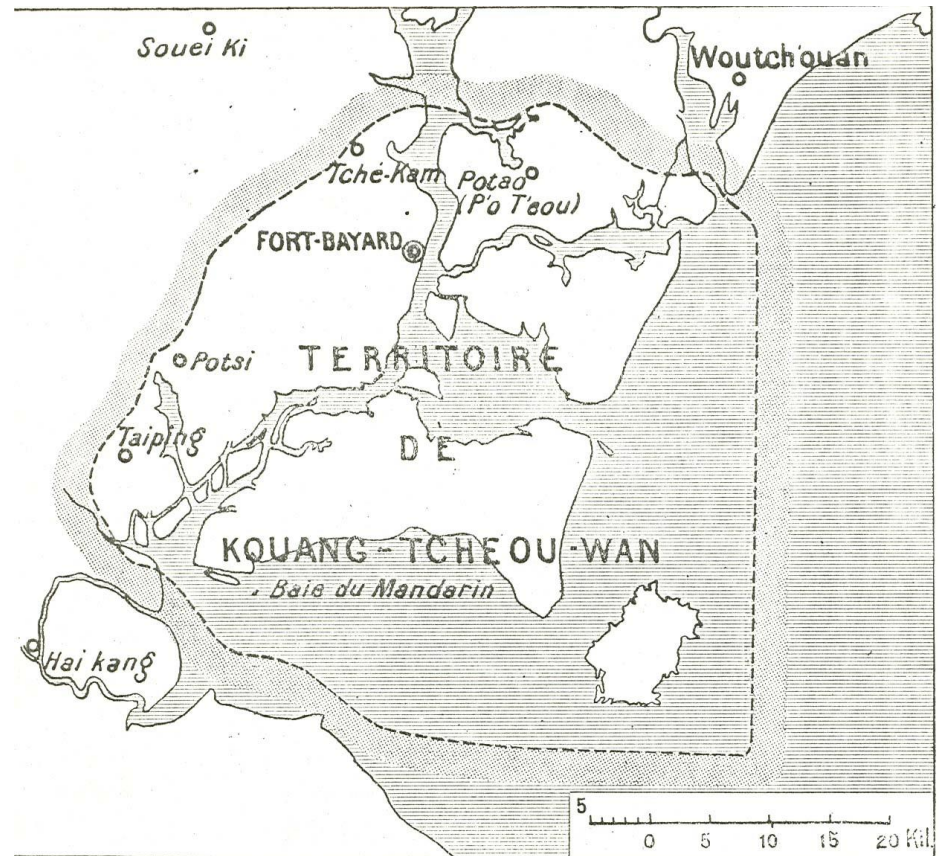 Souei Ki
Woutch'ouan
Tché-Kam
Potao
(P'o T'eou)
FORT-BAYARD
Potsi
TERRITOIRE
Taiping
DE
KOUANG-TCHEOU-WAN
Baie du Mandarin
Hai kang
5
0 5 10 15 20 Kil.